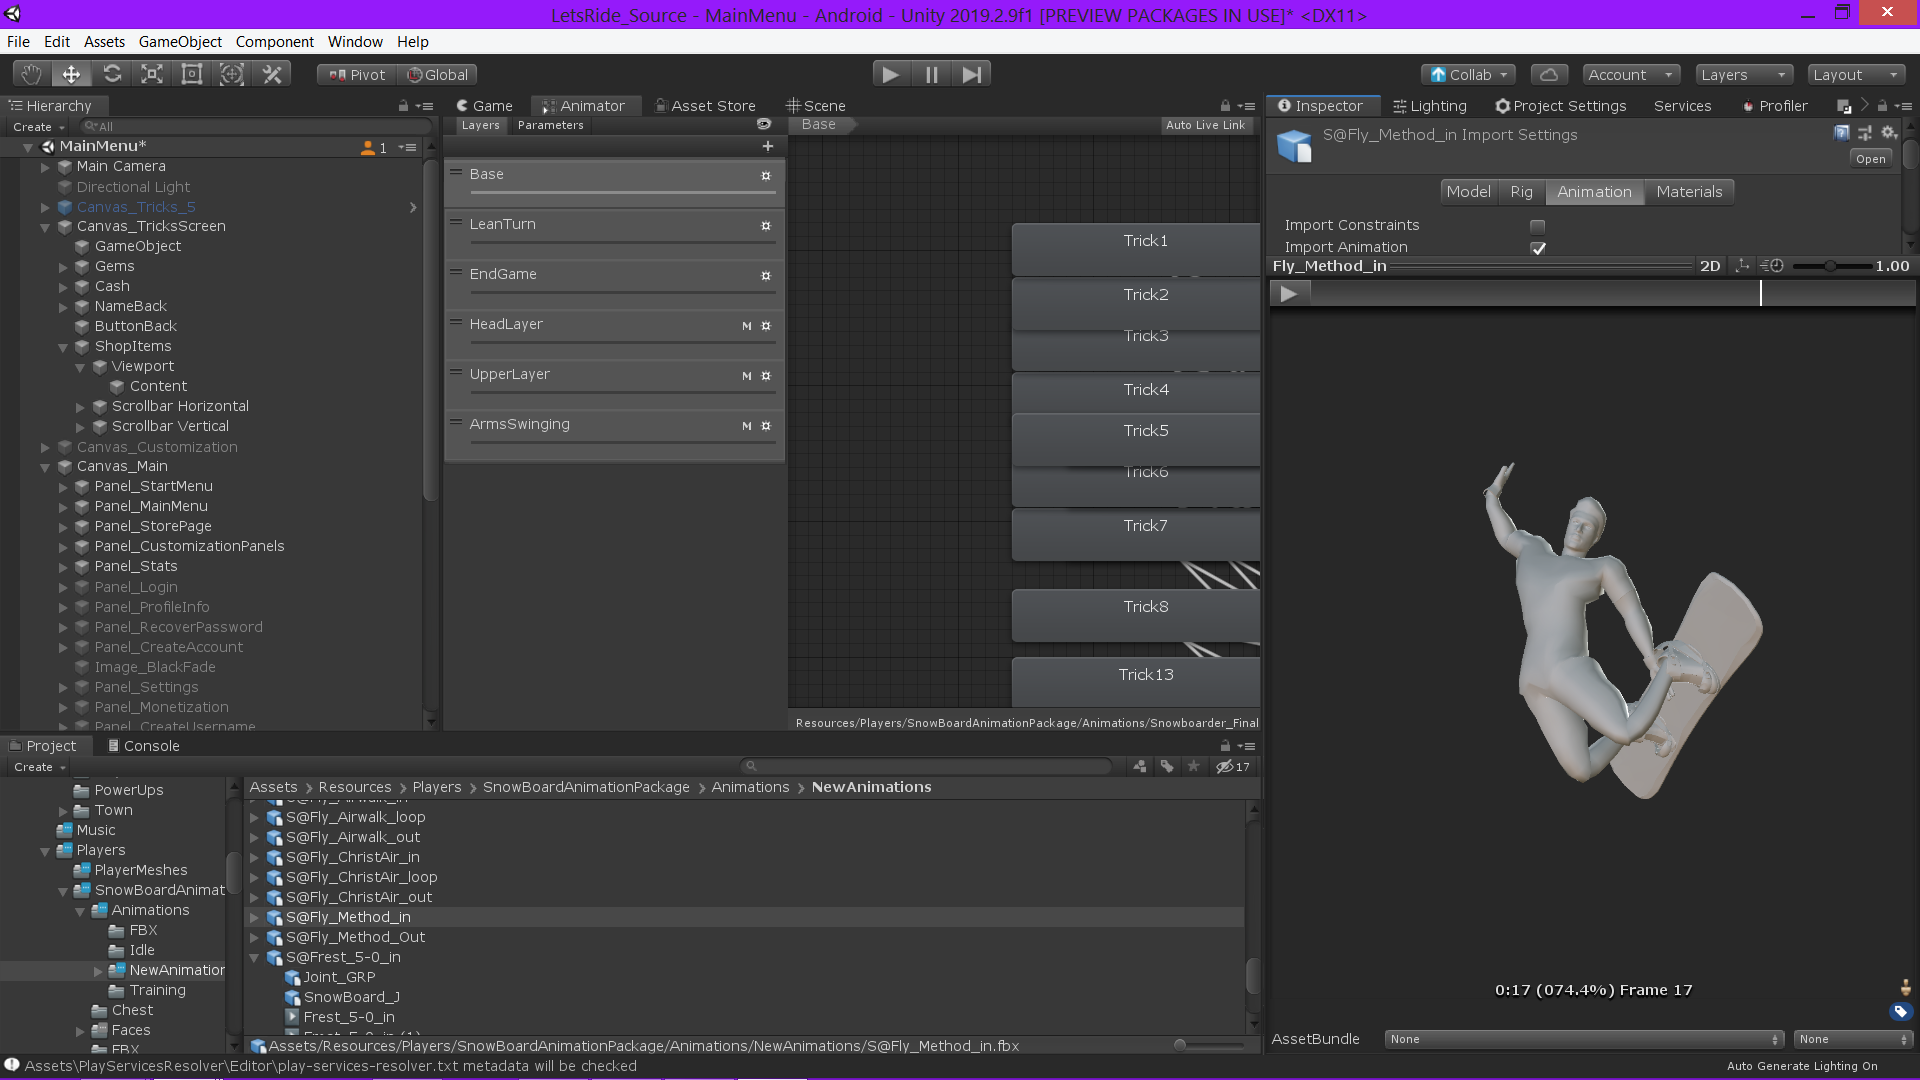 LetsRide_Source - MainMenu - Android - Unity 2019.2.9f1 [PREVIEW PACKAGES IN USE]* <DX11>
File Edit Assets GameObject Component Window Help
Pivot Global Collab Account Layers Layout
Hierarchy Game Animator Asset Store Scene Inspector Lighting Project Settings Services Profiler
Create All Layers Parameters Base Auto Live Link
MainMenu* 1
Main Camera
Directional Light
Canvas_Tricks_5
Canvas_TricksScreen
GameObject
Gems
Cash
NameBack
ButtonBack
ShopItems
Viewport
Content
Scrollbar Horizontal
Scrollbar Vertical
Canvas_Customization
Canvas_Main
Panel_StartMenu
Panel_MainMenu
Panel_StorePage
Panel_CustomizationPanels
Panel_Stats
Panel_Login
Panel_ProfileInfo
Panel_RecoverPassword
Panel_CreateAccount
Image_BlackFade
Panel_Settings
Panel_Monetization
Panel_CreateUsername
Base
LeanTurn
EndGame
HeadLayer M
UpperLayer M
ArmsSwinging M
Trick1
Trick2
Trick3
Trick4
Trick5
Trick6
Trick7
Trick8
Trick13
Resources/Players/SnowBoardAnimationPackage/Animations/Snowboarder_Final
S@Fly_Method_in Import Settings
Open
Model Rig Animation Materials
Import Constraints
Import Animation
Fly_Method_in 2D 1.00
0:17 (074.4%) Frame 17
AssetBundle None None
Project Console
Create 17
PowerUps
Town
Music
Players
PlayerMeshes
SnowBoardAnimat
Animations
FBX
Idle
NewAnimation
Training
Chest
Faces
FBX
Assets Resources Players SnowBoardAnimationPackage Animations NewAnimations
S@Fly_Airwalk_in
S@Fly_Airwalk_loop
S@Fly_Airwalk_out
S@Fly_ChristAir_in
S@Fly_ChristAir_loop
S@Fly_ChristAir_out
S@Fly_Method_in
S@Fly_Method_Out
S@Frest_5-0_in
Joint_GRP
SnowBoard_J
Frest_5-0_in
Frest_5-0_in (1)
Assets/Resources/Players/SnowBoardAnimationPackage/Animations/NewAnimations/S@Fly_Method_in.fbx
Assets\PlayServicesResolver\Editor\play-services-resolver.txt metadata will be checked
Auto Generate Lighting On